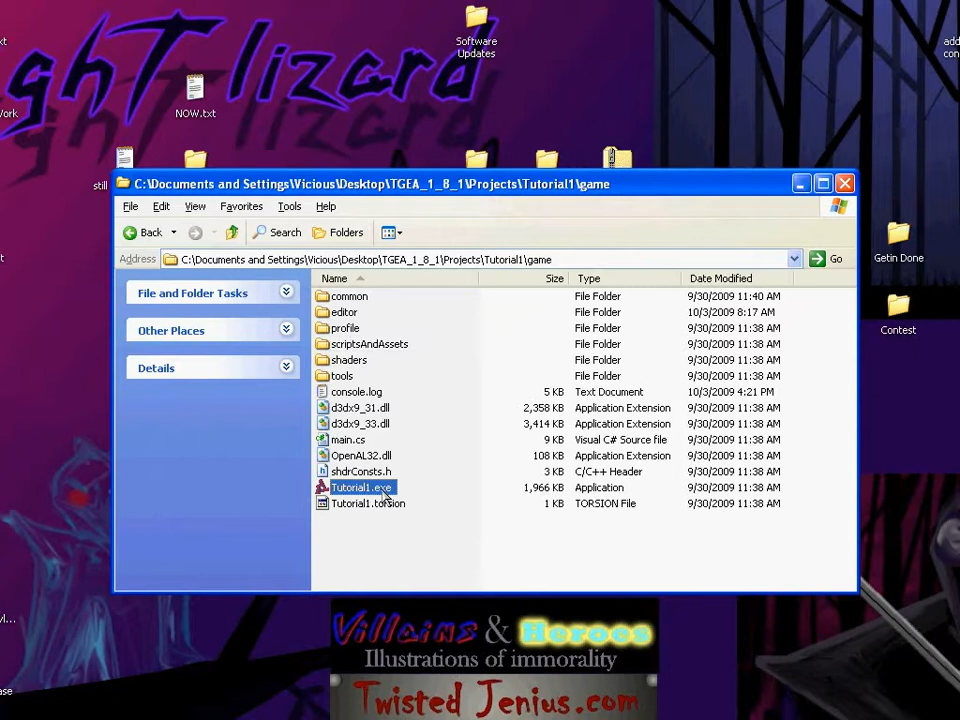 ghT lizard
xt
Software
Updates
add
con
Work
NOW.txt
still
C:\Documents and Settings\Vicious\Desktop\TGEA_1_8_1\Projects\Tutorial1\game
File Edit View Favorites Tools Help
Back Search Folders
Address C:\Documents and Settings\Vicious\Desktop\TGEA_1_8_1\Projects\Tutorial1\game Go
Name Size Type Date Modified
File and Folder Tasks
Other Places
Details
common File Folder 9/30/2009 11:40 AM
editor File Folder 10/3/2009 8:17 AM
profile File Folder 9/30/2009 11:38 AM
scriptsAndAssets File Folder 9/30/2009 11:38 AM
shaders File Folder 9/30/2009 11:38 AM
tools File Folder 9/30/2009 11:38 AM
console.log 5 KB Text Document 10/3/2009 4:21 PM
d3dx9_31.dll 2,358 KB Application Extension 9/30/2009 11:38 AM
d3dx9_33.dll 3,414 KB Application Extension 9/30/2009 11:38 AM
main.cs 9 KB Visual C# Source file 9/30/2009 11:38 AM
OpenAL32.dll 108 KB Application Extension 9/30/2009 11:38 AM
shdrConsts.h 3 KB C/C++ Header 9/30/2009 11:38 AM
Tutorial1.exe 1,966 KB Application 9/30/2009 11:38 AM
Tutorial1.torsion 1 KB TORSION File 9/30/2009 11:38 AM
Getin Done
Contest
yl...
ase
Villains & Heroes
Illustrations of immorality
Twisted Jenius.com